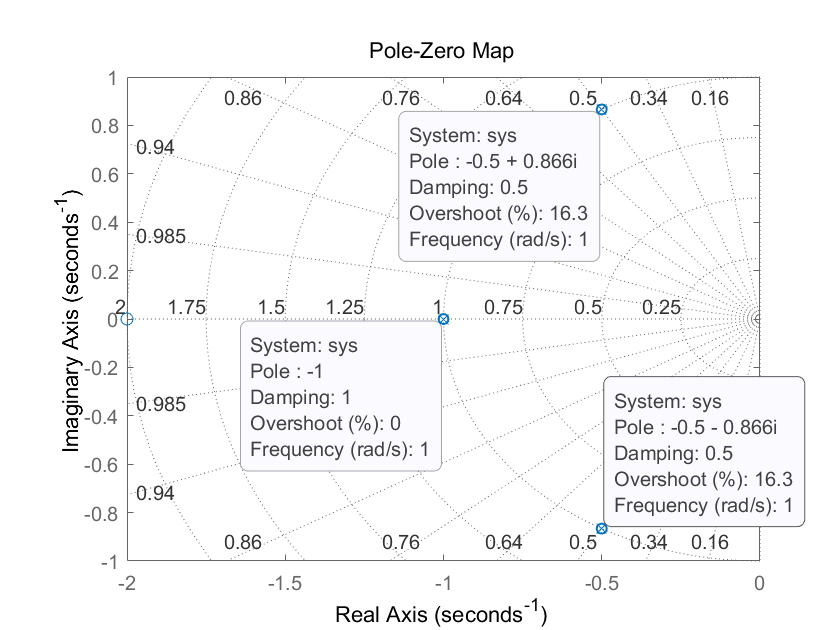 Pole-Zero Map
1
0.8
0.6
0.4
0.2
0
-0.2
-0.4
-0.6
-0.8
-1
0.86
0.76
0.64
0.5
0.34
0.16
0.94
0.985
System: sys
Pole : -0.5 + 0.866i
Damping: 0.5
Overshoot (%): 16.3
Frequency (rad/s): 1
2
1.75
1.5
1.25
1
0.75
0.5
0.25
System: sys
Pole : -1
Damping: 1
Overshoot (%): 0
Frequency (rad/s): 1
System: sys
Pole : -0.5 - 0.866i
Damping: 0.5
Overshoot (%): 16.3
Frequency (rad/s): 1
0.985
0.94
0.86
0.76
0.64
0.5
0.34
0.16
-2
-1.5
-1
-0.5
0
Real Axis (seconds⁻¹)
Imaginary Axis (seconds⁻¹)